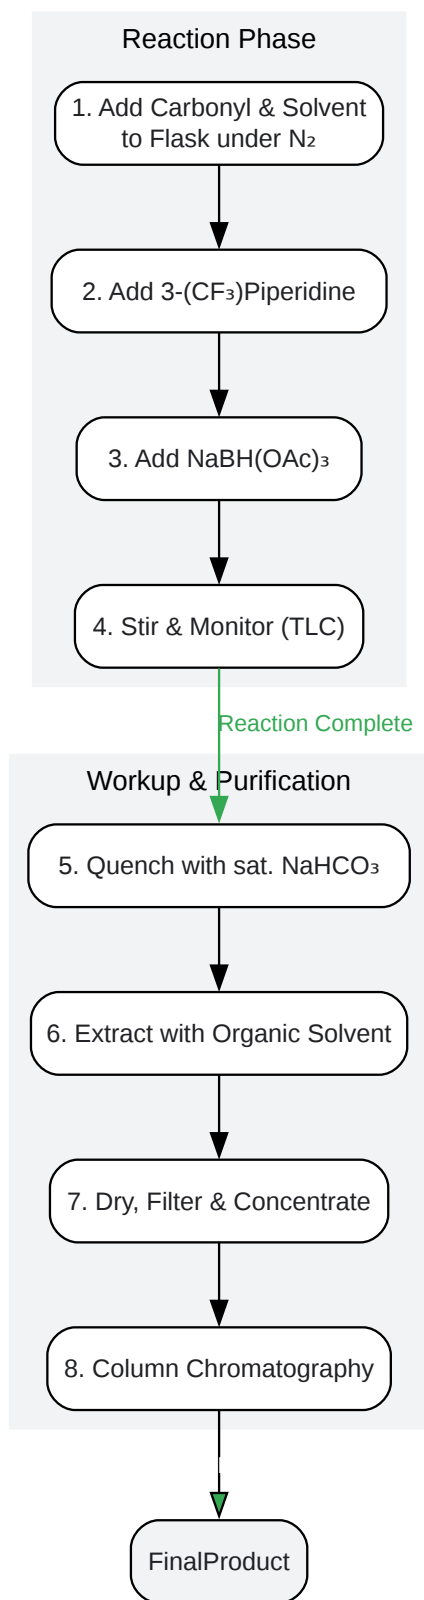 Reaction Phase
1. Add Carbonyl & Solvent
to Flask under N₂
2. Add 3-(CF₃)Piperidine
3. Add NaBH(OAc)₃
4. Stir & Monitor (TLC)
Reaction Complete
Workup & Purification
5. Quench with sat. NaHCO₃
6. Extract with Organic Solvent
7. Dry, Filter & Concentrate
8. Column Chromatography
FinalProduct